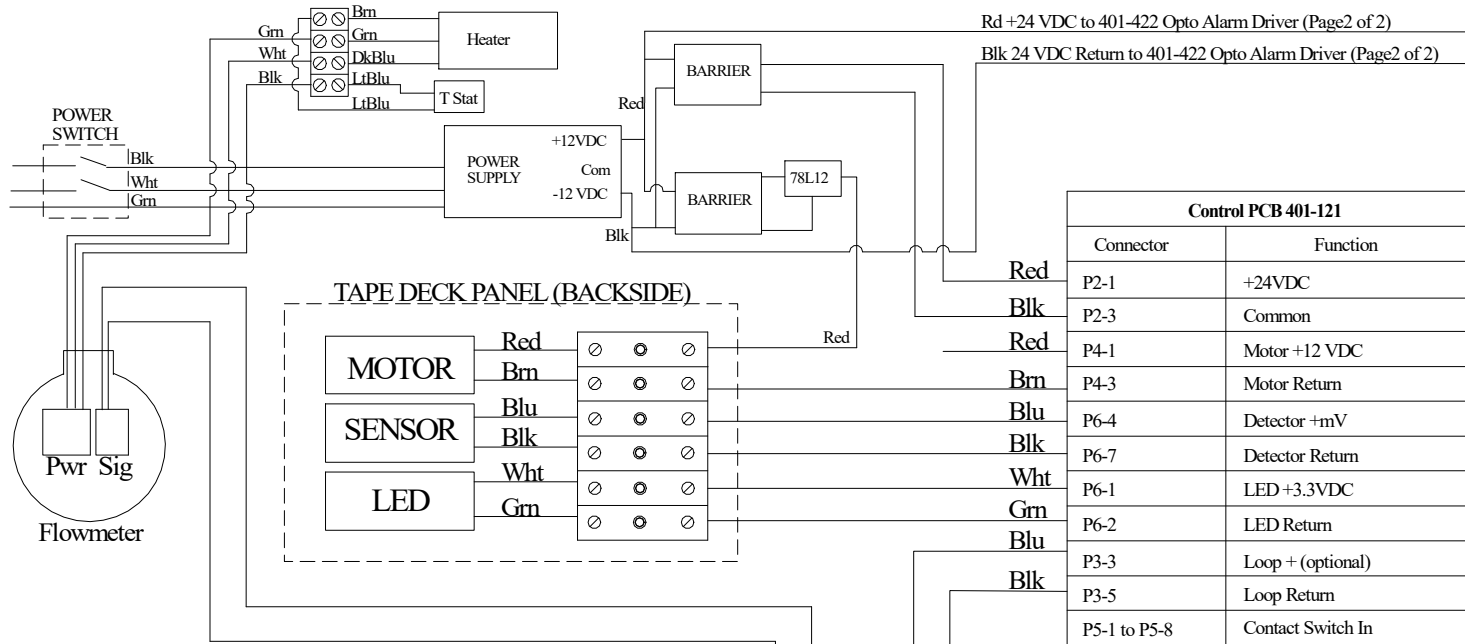 Rd +24 VDC to 401-422 Opto Alarm Driver (Page2 of 2)
Blk 24 VDC Return to 401-422 Opto Alarm Driver (Page2 of 2)
Brn
Grn
Grn
Heater
Wht
DkBlu
Blk
LtBlu
LtBlu
T Stat
BARRIER
Red
POWER
SWITCH
Blk
Wht
Grn
POWER
SUPPLY
+12VDC
Com
-12 VDC
BARRIER
78L12
Blk
Red
TAPE DECK PANEL (BACKSIDE)
MOTOR
Red
Brn
SENSOR
Blu
Blk
LED
Wht
Grn
Pwr
Sig
Flowmeter
Control PCB 401-121
Connector Function
Red P2-1 +24VDC
Blk P2-3 Common
Red P4-1 Motor +12 VDC
Brn P4-3 Motor Return
Blu P6-4 Detector +mV
Blk P6-7 Detector Return
Wht P6-1 LED +3.3VDC
Grn P6-2 LED Return
Blu P3-3 Loop + (optional)
Blk P3-5 Loop Return
P5-1 to P5-8 Contact Switch In